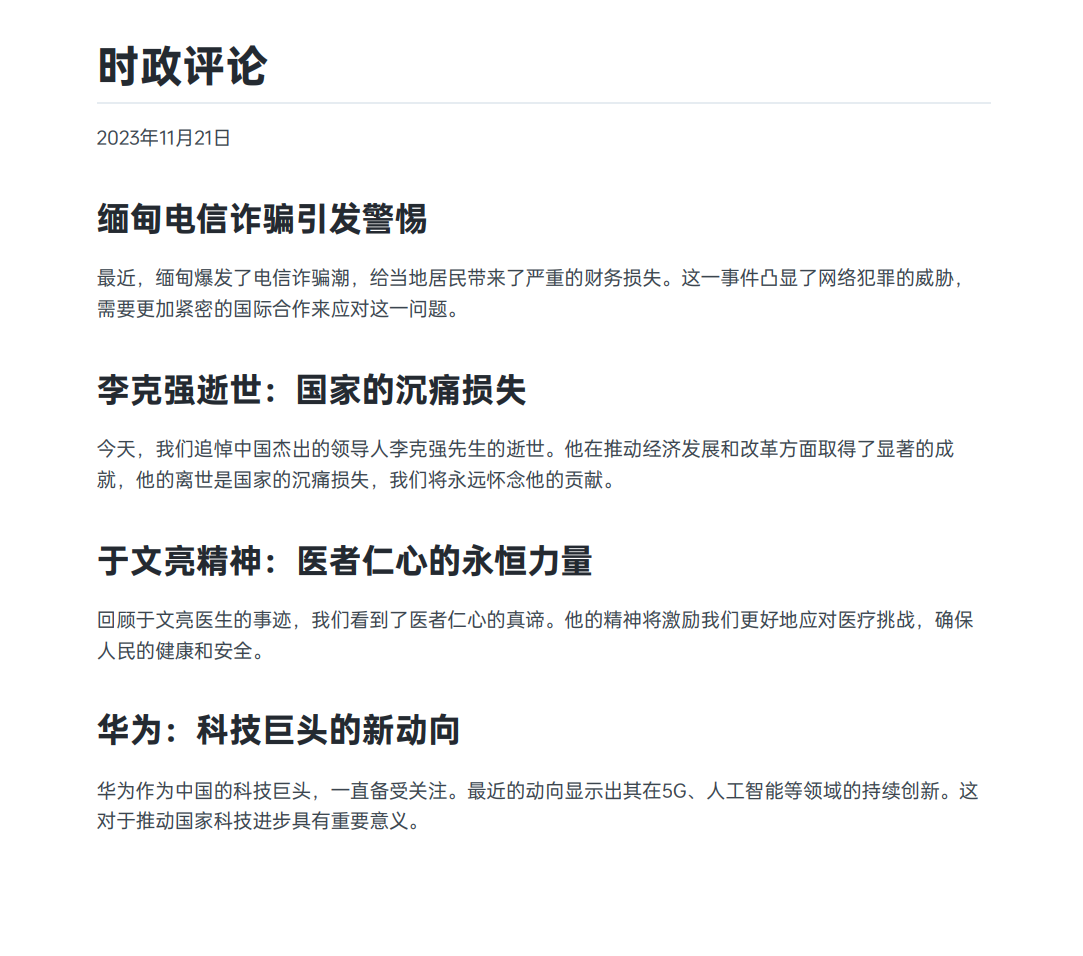 时政评论
2023年11月21日
缅甸电信诈骗引发警惕
最近，缅甸爆发了电信诈骗潮，给当地居民带来了严重的财务损失。这一事件凸显了网络犯罪的威胁，
需要更加紧密的国际合作来应对这一问题。
李克强逝世：国家的沉痛损失
今天，我们追悼中国杰出的领导人李克强先生的逝世。他在推动经济发展和改革方面取得了显著的成
就，他的离世是国家的沉痛损失，我们将永远怀念他的贡献。
于文亮精神：医者仁心的永恒力量
回顾于文亮医生的事迹，我们看到了医者仁心的真谛。他的精神将激励我们更好地应对医疗挑战，确保
人民的健康和安全。
华为：科技巨头的新动向
华为作为中国的科技巨头，一直备受关注。最近的动向显示出其在5G、人工智能等领域的持续创新。这
对于推动国家科技进步具有重要意义。